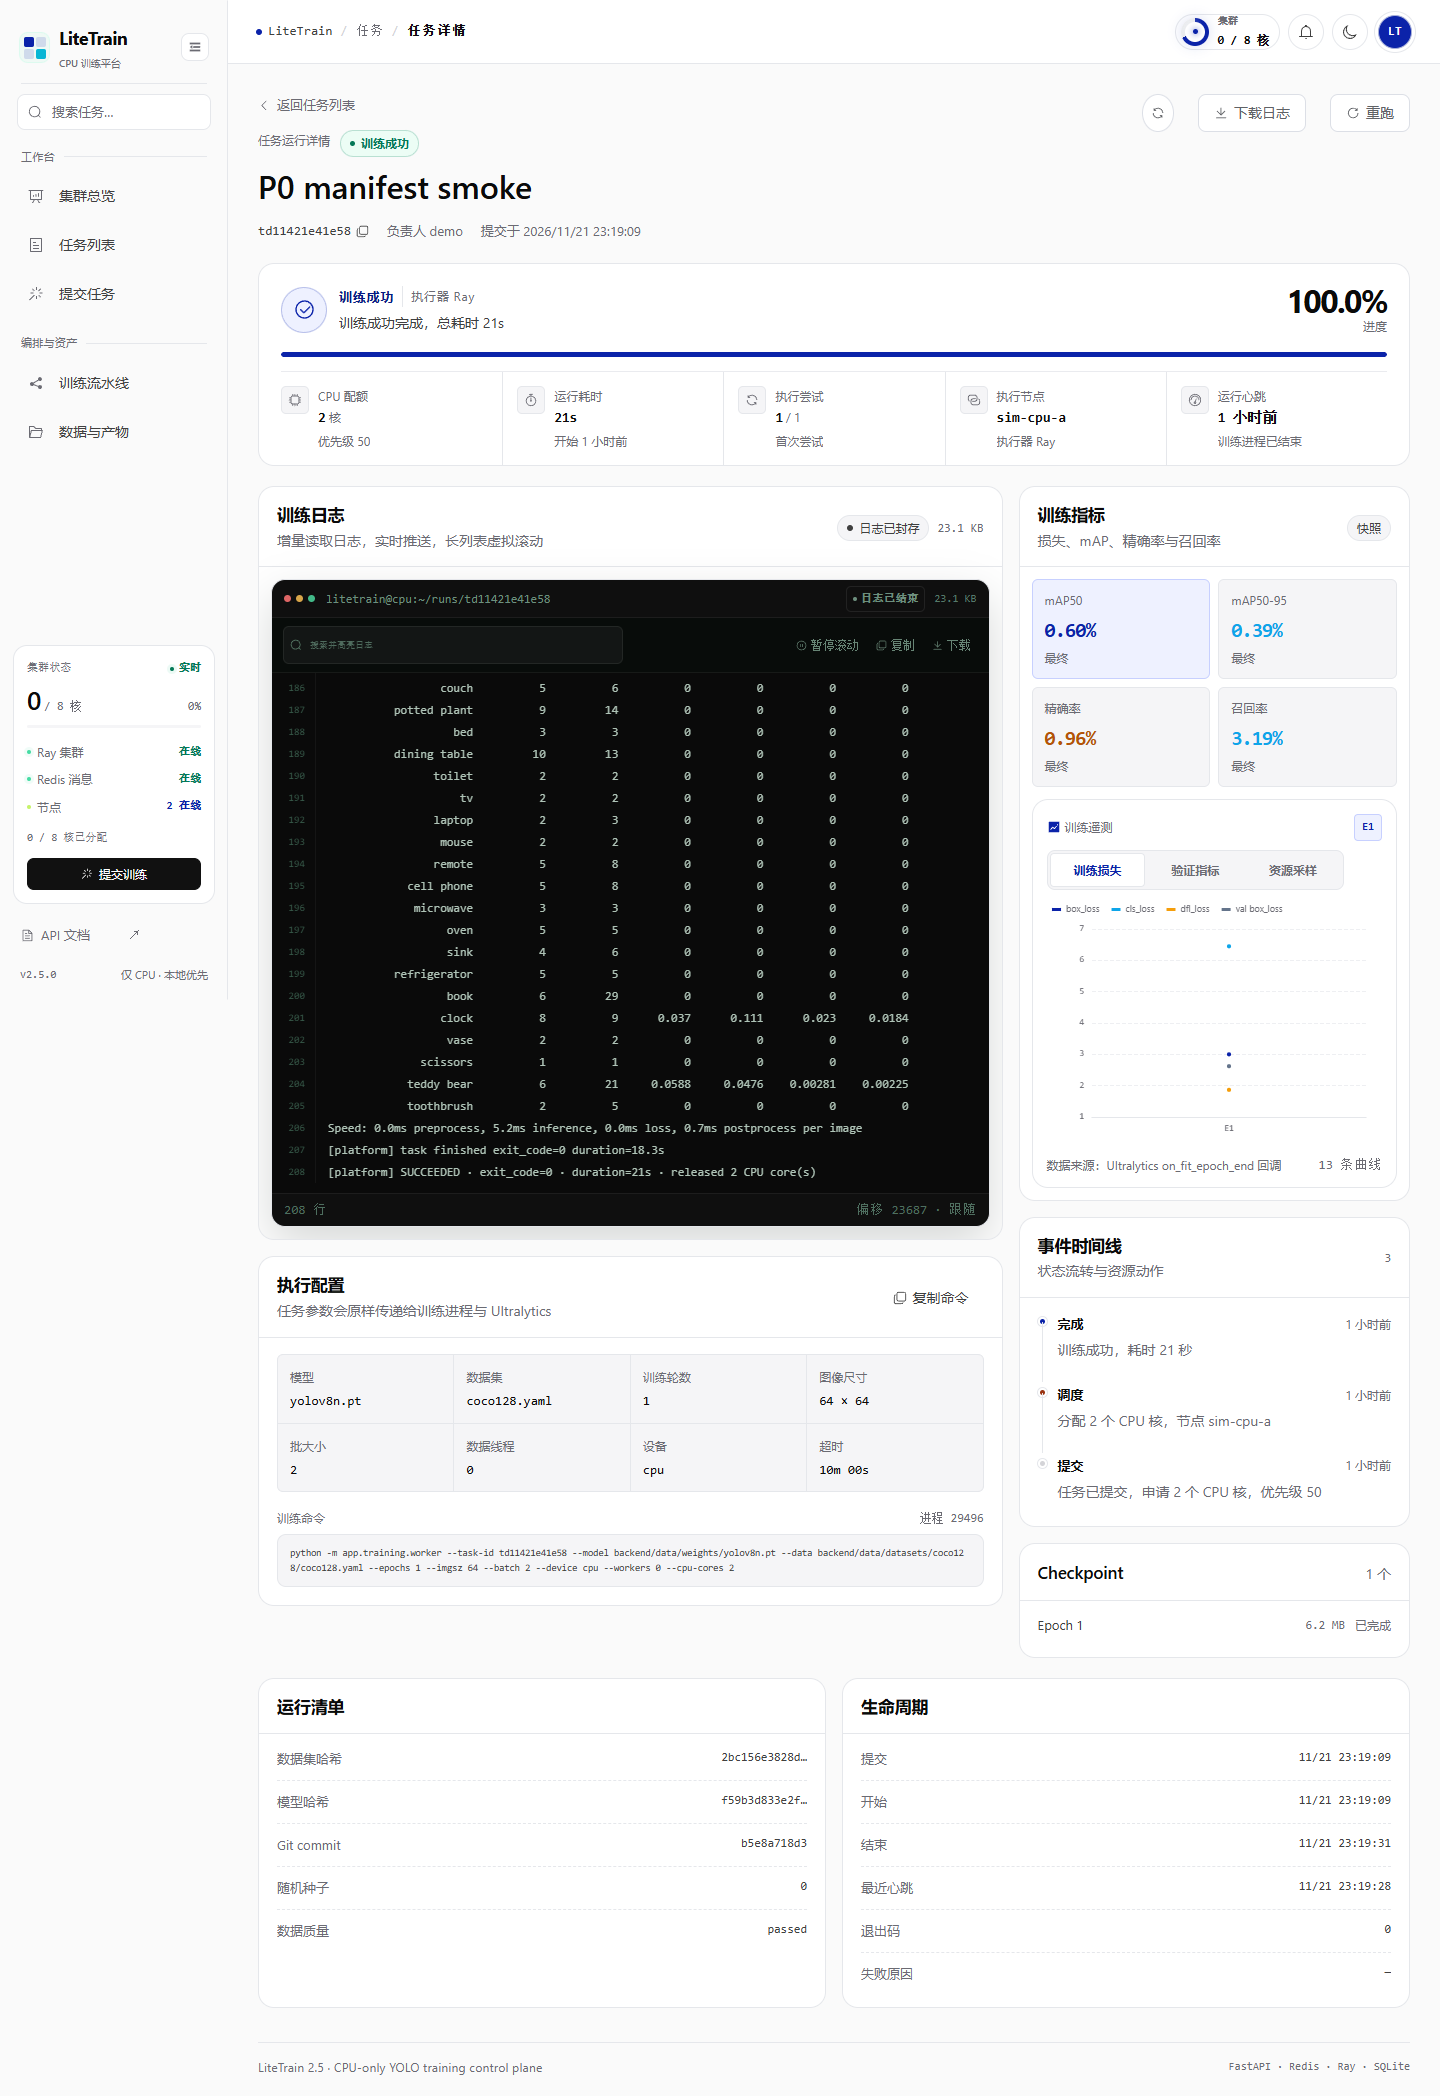 LiteTrain
CPU 训练平台
搜索任务...
工作台
集群总览
任务列表
提交任务
编排与资产
训练流水线
数据与产物
集群状态
实时
0 / 8 核
0%
Ray 集群 在线
Redis 消息 在线
节点 2 在线
0 / 8 核已分配
提交训练
API 文档
v2.5.0
仅 CPU · 本地优先
LiteTrain / 任务 / 任务详情
集群
0 / 8 核
LT
返回任务列表
下载日志
重跑
任务运行详情
训练成功
P0 manifest smoke
td11421e41e58
负责人 demo
提交于 2026/11/21 23:19:09
训练成功
执行器 Ray
训练成功完成，总耗时 21s
100.0%
进度
CPU 配额
2 核
优先级 50
运行耗时
21s
开始 1 小时前
执行尝试
1 / 1
首次尝试
执行节点
sim-cpu-a
执行器 Ray
运行心跳
1 小时前
训练进程已结束
训练日志
增量读取日志，实时推送，长列表虚拟滚动
日志已封存
23.1 KB
litetrain@cpu:~/runs/td11421e41e58
日志已结束
23.1 KB
搜索并高亮日志
暂停滚动
复制
下载
186 couch 5 6 0 0 0 0
187 potted plant 9 14 0 0 0 0
188 bed 3 3 0 0 0 0
189 dining table 10 13 0 0 0 0
190 toilet 2 2 0 0 0 0
191 tv 2 2 0 0 0 0
192 laptop 2 3 0 0 0 0
193 mouse 2 2 0 0 0 0
194 remote 5 8 0 0 0 0
195 cell phone 5 8 0 0 0 0
196 microwave 3 3 0 0 0 0
197 oven 5 5 0 0 0 0
198 sink 4 6 0 0 0 0
199 refrigerator 5 5 0 0 0 0
200 book 6 29 0 0 0 0
201 clock 8 9 0.037 0.111 0.023 0.0184
202 vase 2 2 0 0 0 0
203 scissors 1 1 0 0 0 0
204 teddy bear 6 21 0.0588 0.0476 0.00281 0.00225
205 toothbrush 2 5 0 0 0 0
206 Speed: 0.0ms preprocess, 5.2ms inference, 0.0ms loss, 0.7ms postprocess per image
207 [platform] task finished exit_code=0 duration=18.3s
208 [platform] SUCCEEDED · exit_code=0 · duration=21s · released 2 CPU core(s)
208 行
偏移 23687 · 跟随
训练指标
损失、mAP、精确率与召回率
快照
mAP50
0.60%
最终
mAP50-95
0.39%
最终
精确率
0.96%
最终
召回率
3.19%
最终
训练遥测
E1
训练损失
验证指标
资源采样
box_loss cls_loss dfl_loss val box_loss
7
6
5
4
3
2
1
E1
数据来源：Ultralytics on_fit_epoch_end 回调
13 条曲线
执行配置
任务参数会原样传递给训练进程与 Ultralytics
复制命令
模型
yolov8n.pt
数据集
coco128.yaml
训练轮数
1
图像尺寸
64 × 64
批大小
2
数据线程
0
设备
cpu
超时
10m 00s
训练命令
进程 29496
python -m app.training.worker --task-id td11421e41e58 --model backend/data/weights/yolov8n.pt --data backend/data/datasets/coco12
8/coco128.yaml --epochs 1 --imgsz 64 --batch 2 --device cpu --workers 0 --cpu-cores 2
事件时间线
状态流转与资源动作
3
完成
1 小时前
训练成功，耗时 21 秒
调度
1 小时前
分配 2 个 CPU 核，节点 sim-cpu-a
提交
1 小时前
任务已提交，申请 2 个 CPU 核，优先级 50
Checkpoint
1 个
Epoch 1
6.2 MB 已完成
运行清单
数据集哈希 2bc156e3828d…
模型哈希 f59b3d833e2f…
Git commit b5e8a718d3
随机种子 0
数据质量 passed
生命周期
提交 11/21 23:19:09
开始 11/21 23:19:09
结束 11/21 23:19:31
最近心跳 11/21 23:19:28
退出码 0
失败原因 —
LiteTrain 2.5 · CPU-only YOLO training control plane
FastAPI · Redis · Ray · SQLite